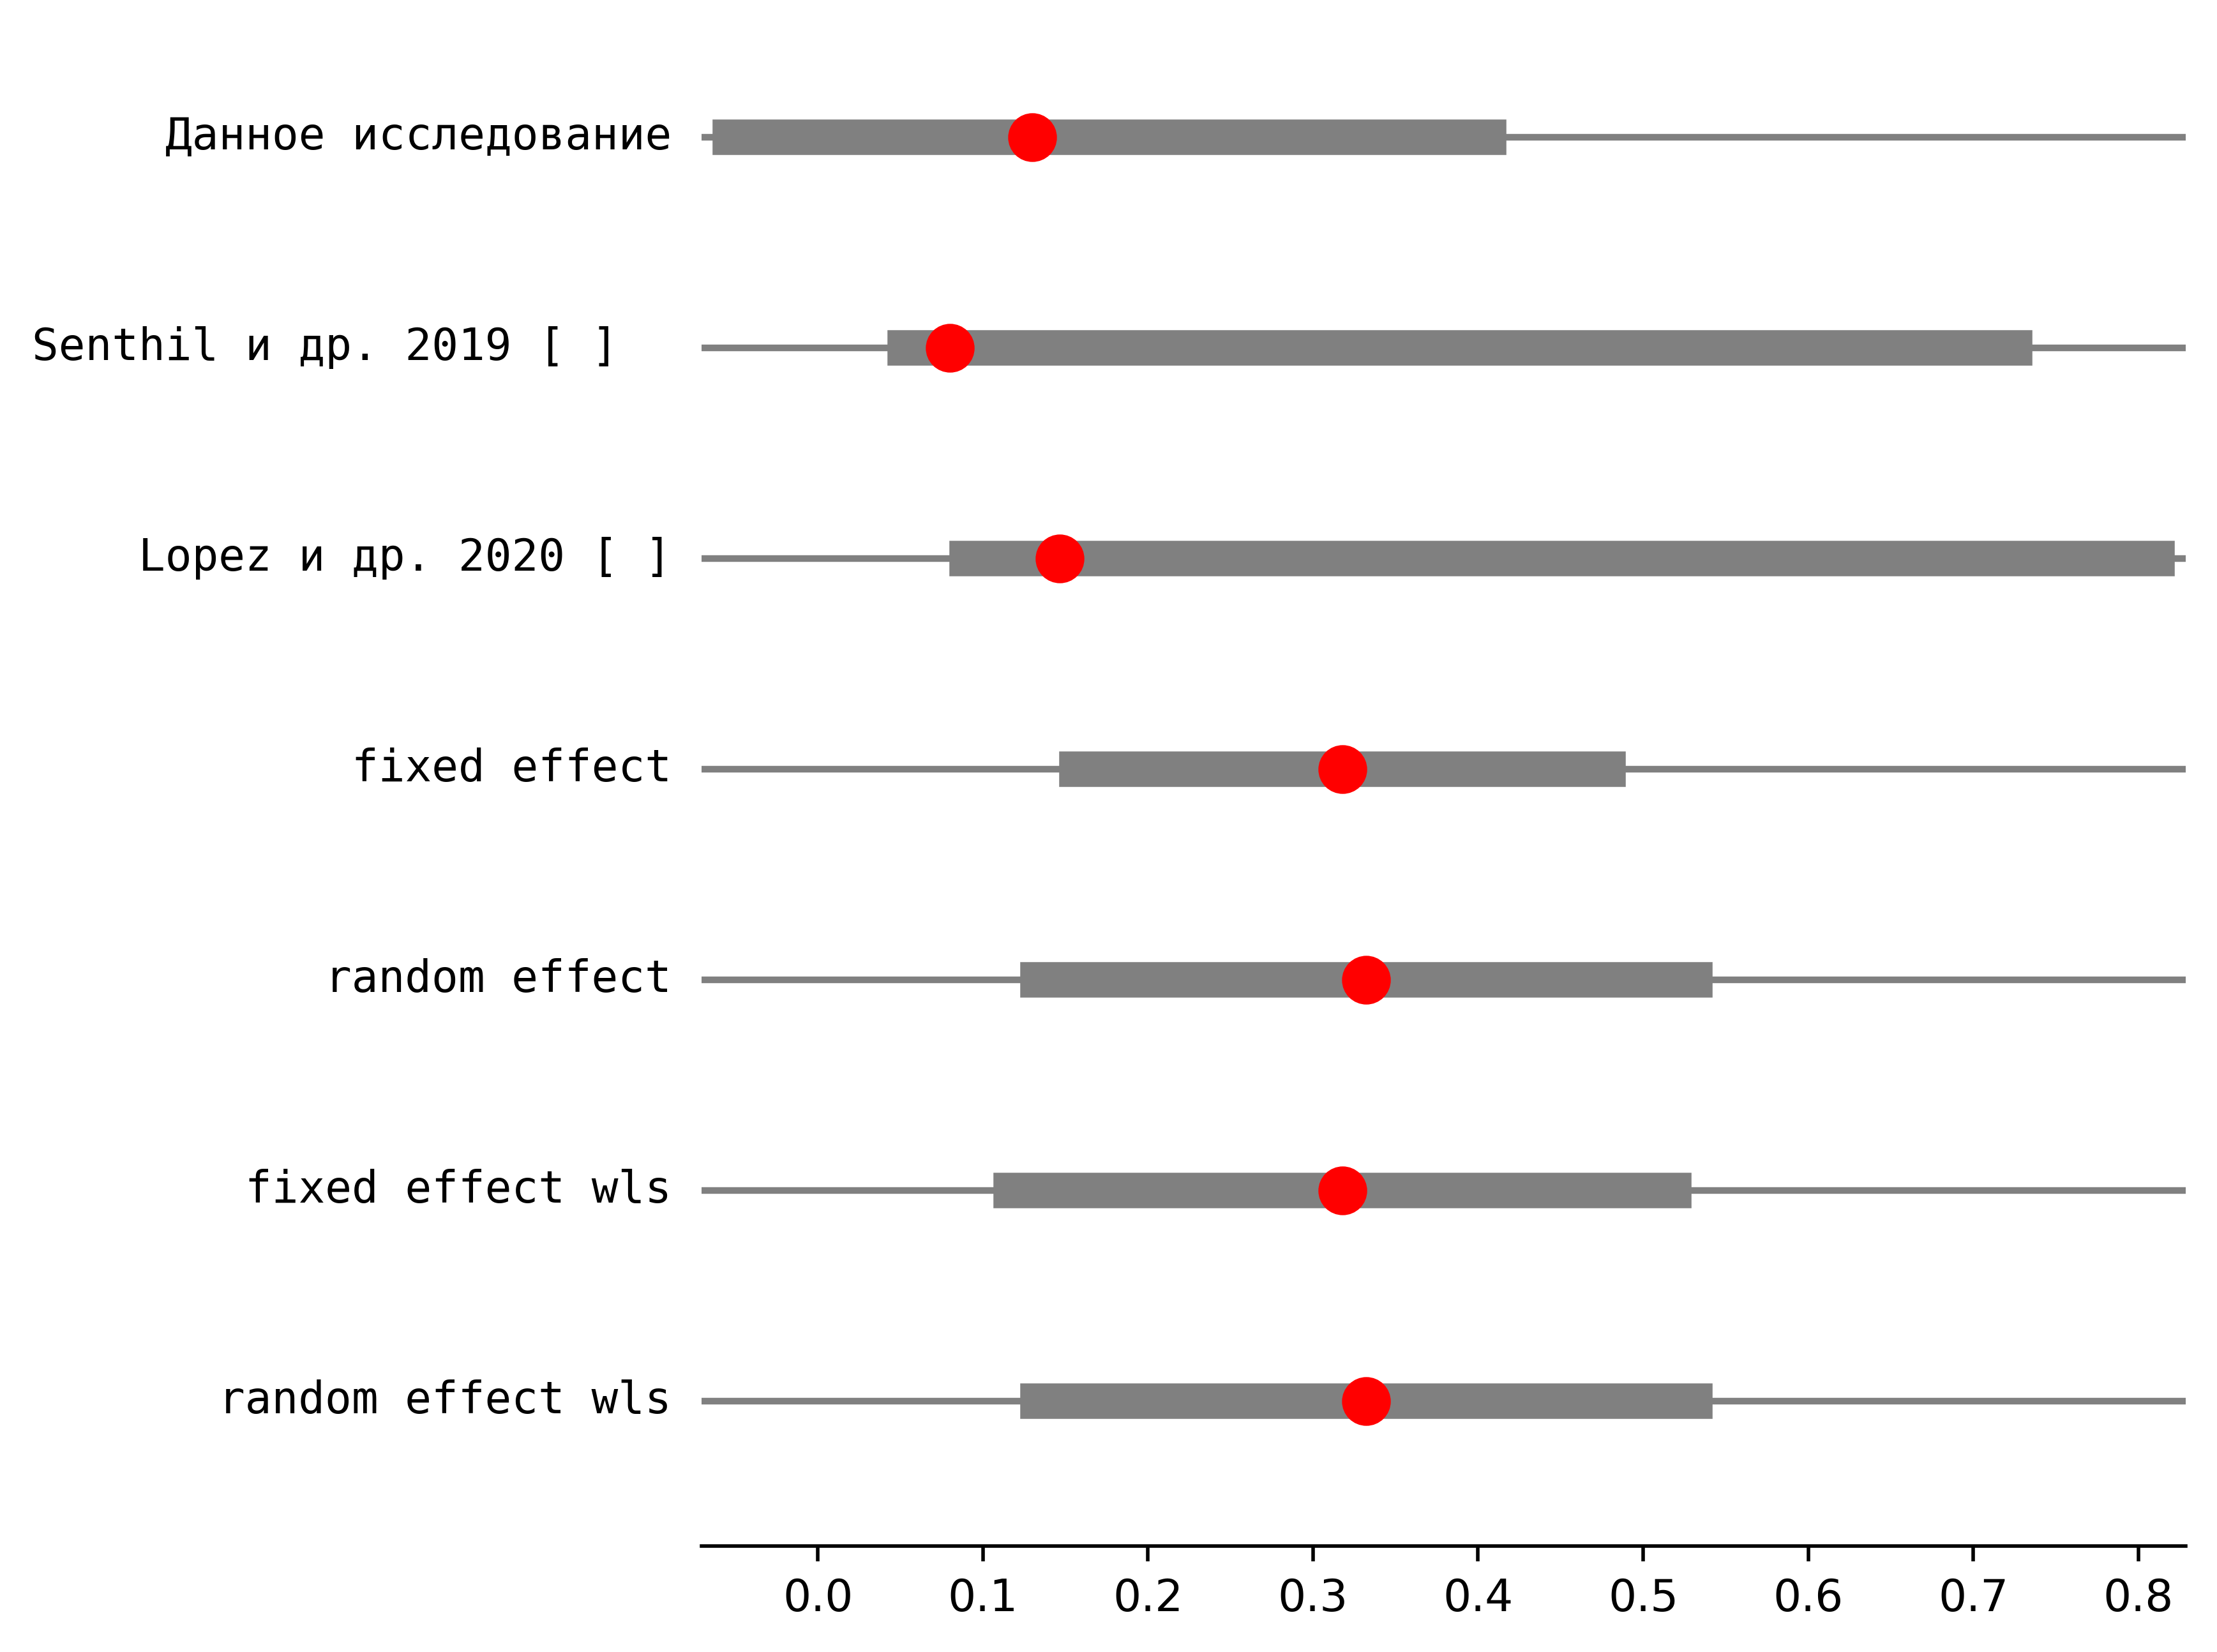 Данное исследование
Senthil и др. 2019 [ ]
Lopez и др. 2020 [ ]
fixed effect
random effect
fixed effect wls
random effect wls
0.0 0.1 0.2 0.3 0.4 0.5 0.6 0.7 0.8